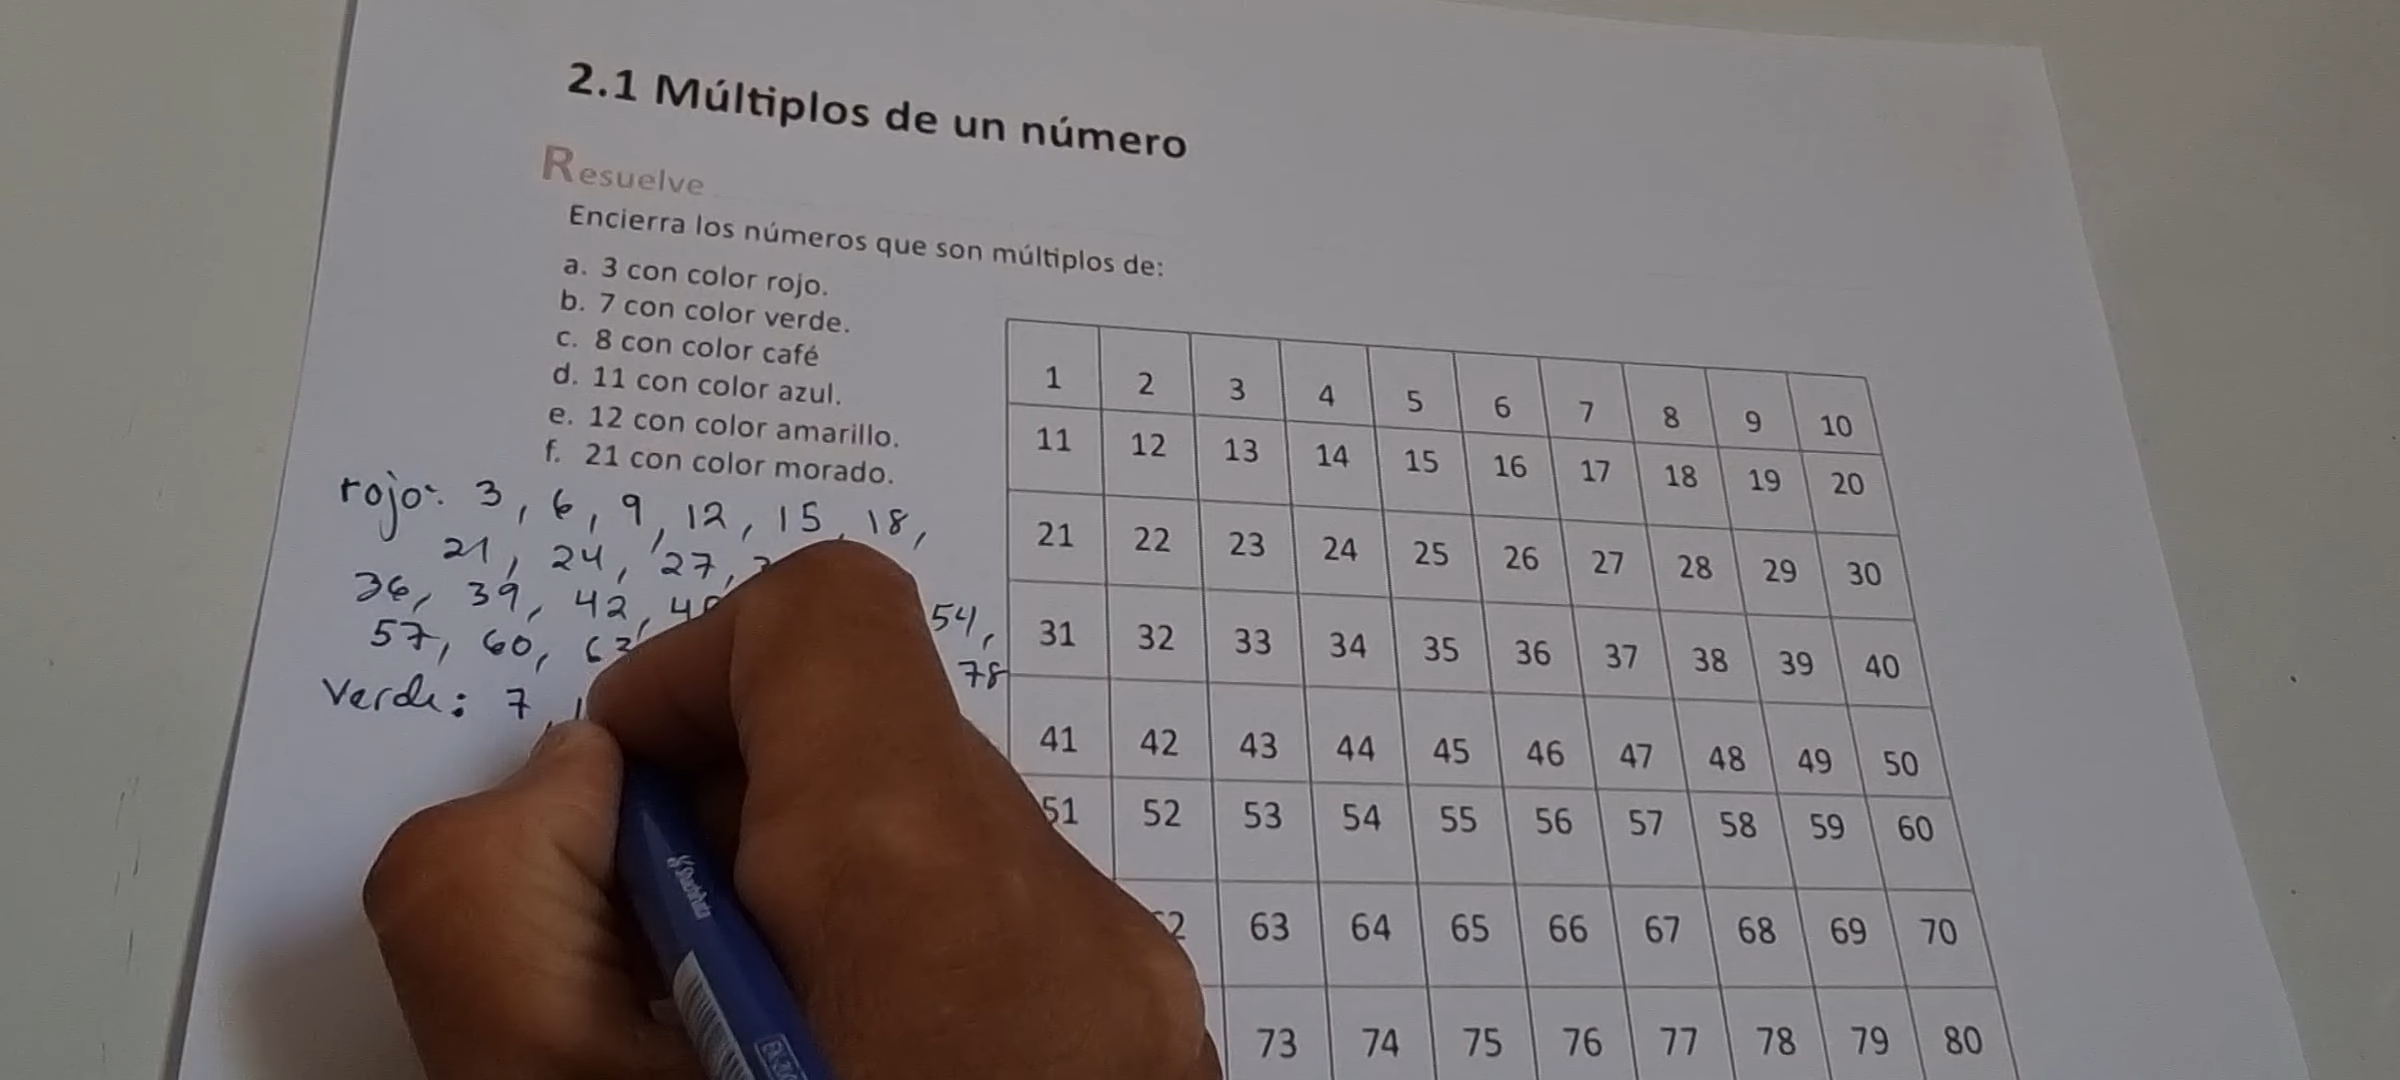 2.1 Múltiplos de un número
Resuelve
Encierra los números que son múltiplos de:
a. 3 con color rojo.
b. 7 con color verde.
c. 8 con color café
d. 11 con color azul.
e. 12 con color amarillo.
f. 21 con color morado.
rojo: 3, 6, 9, 12, 15, 18,
21, 24, 27,
36, 39, 42,
54,
57, 60, 63
78
Verde: 7,
1 2 3 4 5 6 7 8 9 10
11 12 13 14 15 16 17 18 19 20
21 22 23 24 25 26 27 28 29 30
31 32 33 34 35 36 37 38 39 40
41 42 43 44 45 46 47 48 49 50
51 52 53 54 55 56 57 58 59 60
63 64 65 66 67 68 69 70
73 74 75 76 77 78 79 80